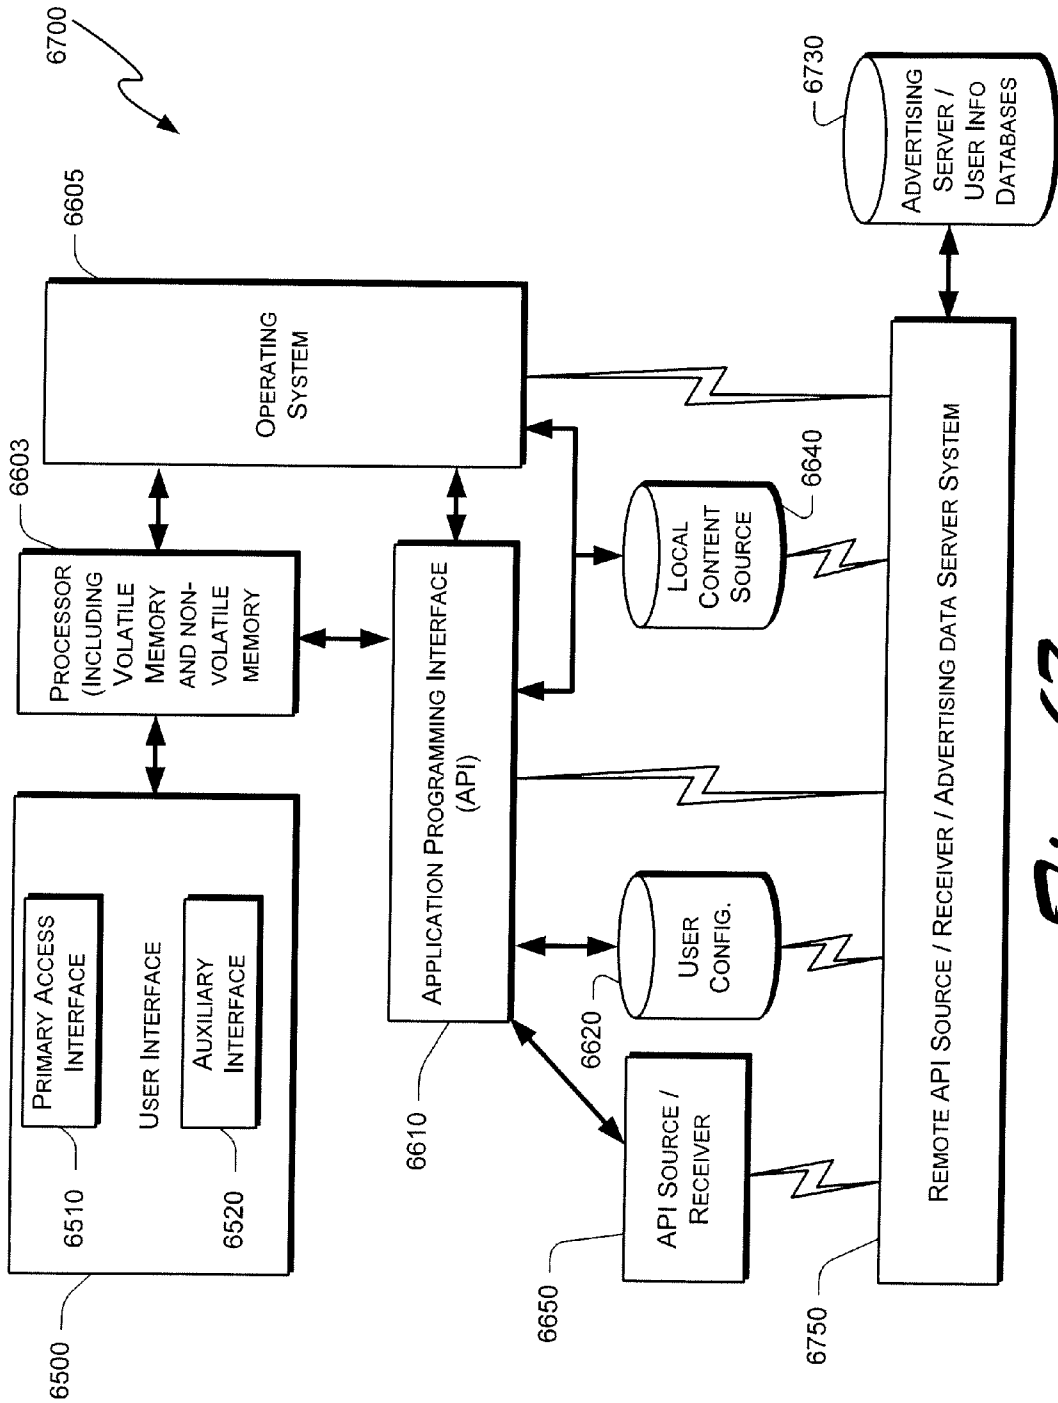 6700
6500
6510
PRIMARY ACCESS
INTERFACE
USER INTERFACE
6520
AUXILIARY
INTERFACE
6603
PROCESSOR
(INCLUDING
VOLATILE
MEMORY
AND NON-
VOLATILE
MEMORY
6605
OPERATING
SYSTEM
6610
APPLICATION PROGRAMMING INTERFACE
(API)
6650
API SOURCE /
RECEIVER
6620
USER
CONFIG.
LOCAL
CONTENT
SOURCE
6640
6750
REMOTE API SOURCE / RECEIVER / ADVERTISING DATA SERVER SYSTEM
6730
ADVERTISING
SERVER /
USER INFO
DATABASES